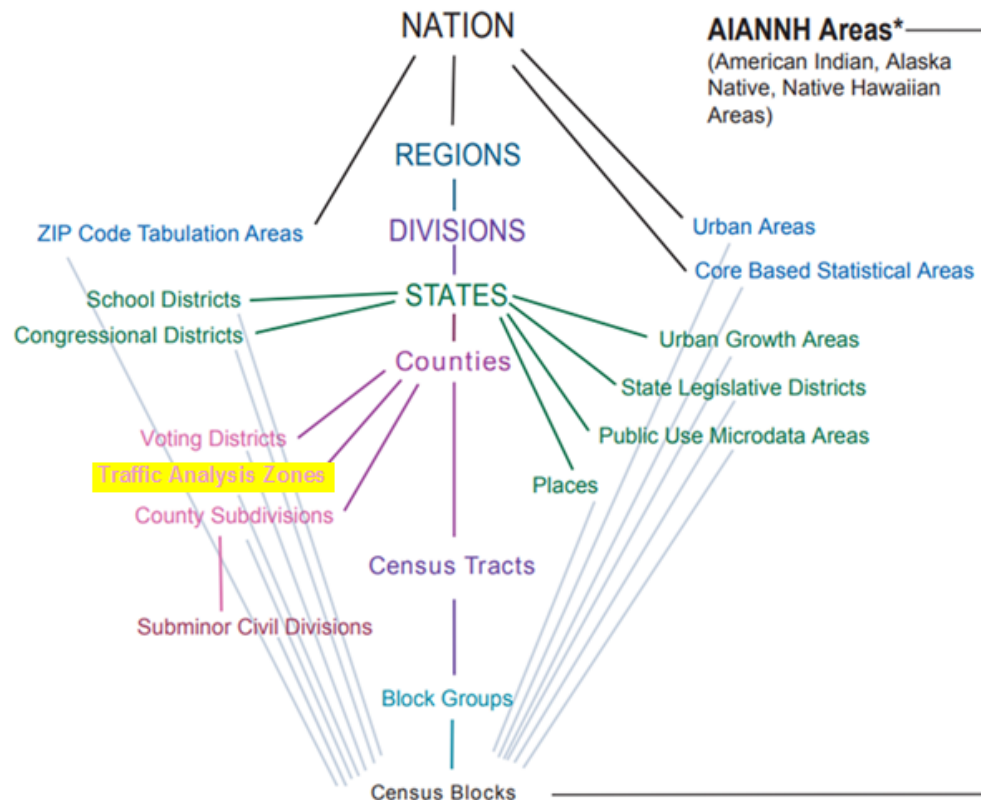 NATION
AIANNH Areas*
(American Indian, Alaska
Native, Native Hawaiian
Areas)
REGIONS
ZIP Code Tabulation Areas
DIVISIONS
Urban Areas
Core Based Statistical Areas
School Districts
STATES
Congressional Districts
Urban Growth Areas
Counties
State Legislative Districts
Voting Districts
Public Use Microdata Areas
Traffic Analysis Zones
Places
County Subdivisions
Census Tracts
Subminor Civil Divisions
Block Groups
Census Blocks